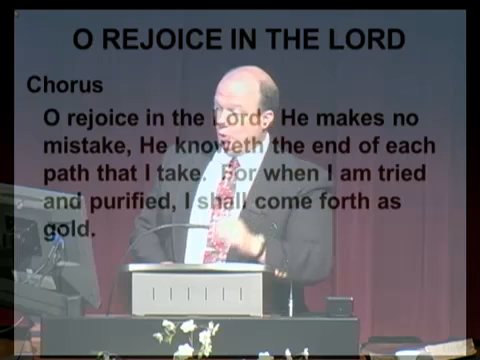 O REJOICE IN THE LORD
Chorus
O rejoice in the Lord. He makes no
mistake, He knoweth the end of each
path that I take. For when I am tried
and purified, I shall come forth as
gold.